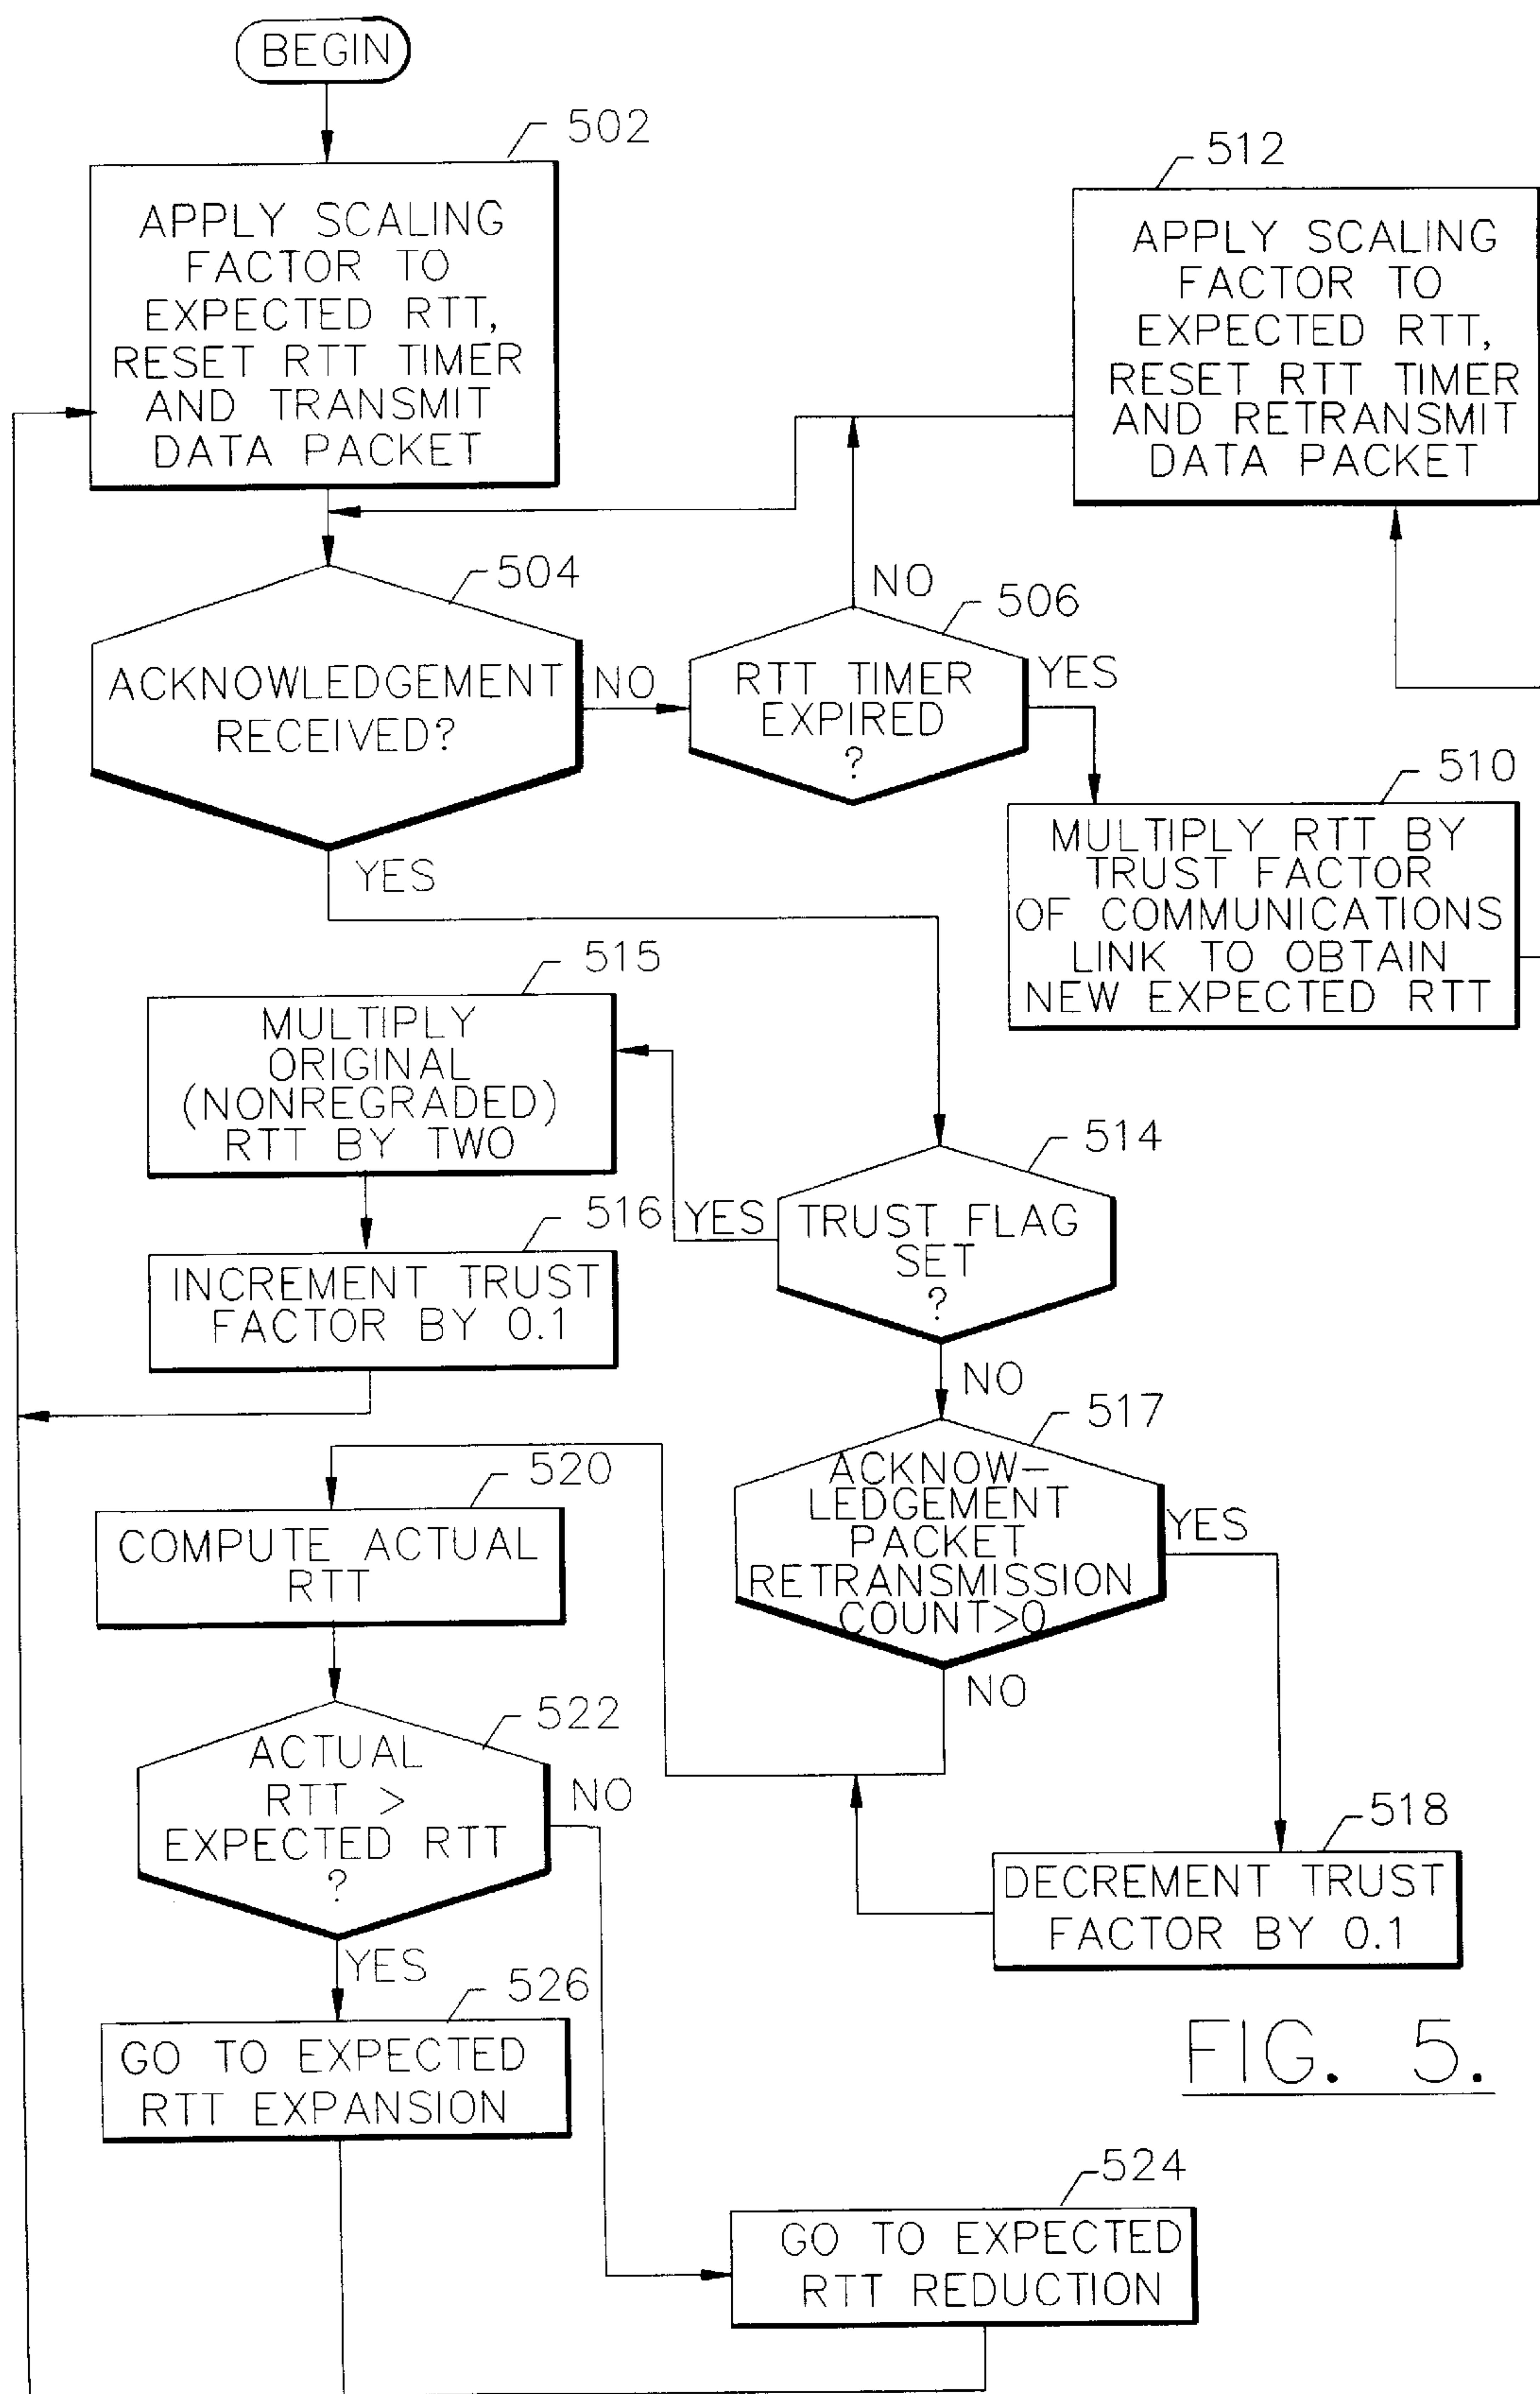 BEGIN
502
APPLY SCALING
FACTOR TO
EXPECTED RTT,
RESET RTT TIMER
AND TRANSMIT
DATA PACKET
512
APPLY SCALING
FACTOR TO
EXPECTED RTT,
RESET RTT TIMER
AND RETRANSMIT
DATA PACKET
504
ACKNOWLEDGEMENT
RECEIVED?
NO
YES
506
RTT TIMER
EXPIRED
?
NO
YES
510
MULTIPLY RTT BY
TRUST FACTOR
OF COMMUNICATIONS
LINK TO OBTAIN
NEW EXPECTED RTT
515
MULTIPLY
ORIGINAL
(NONREGRADED)
RTT BY TWO
514
TRUST FLAG
SET
?
YES
NO
516
INCREMENT TRUST
FACTOR BY 0.1
517
ACKNOW-
LEDGEMENT
PACKET
RETRANSMISSION
COUNT>0
YES
NO
520
COMPUTE ACTUAL
RTT
522
ACTUAL
RTT >
EXPECTED RTT
?
NO
YES
518
DECREMENT TRUST
FACTOR BY 0.1
526
GO TO EXPECTED
RTT EXPANSION
FIG. 5.
524
GO TO EXPECTED
RTT REDUCTION